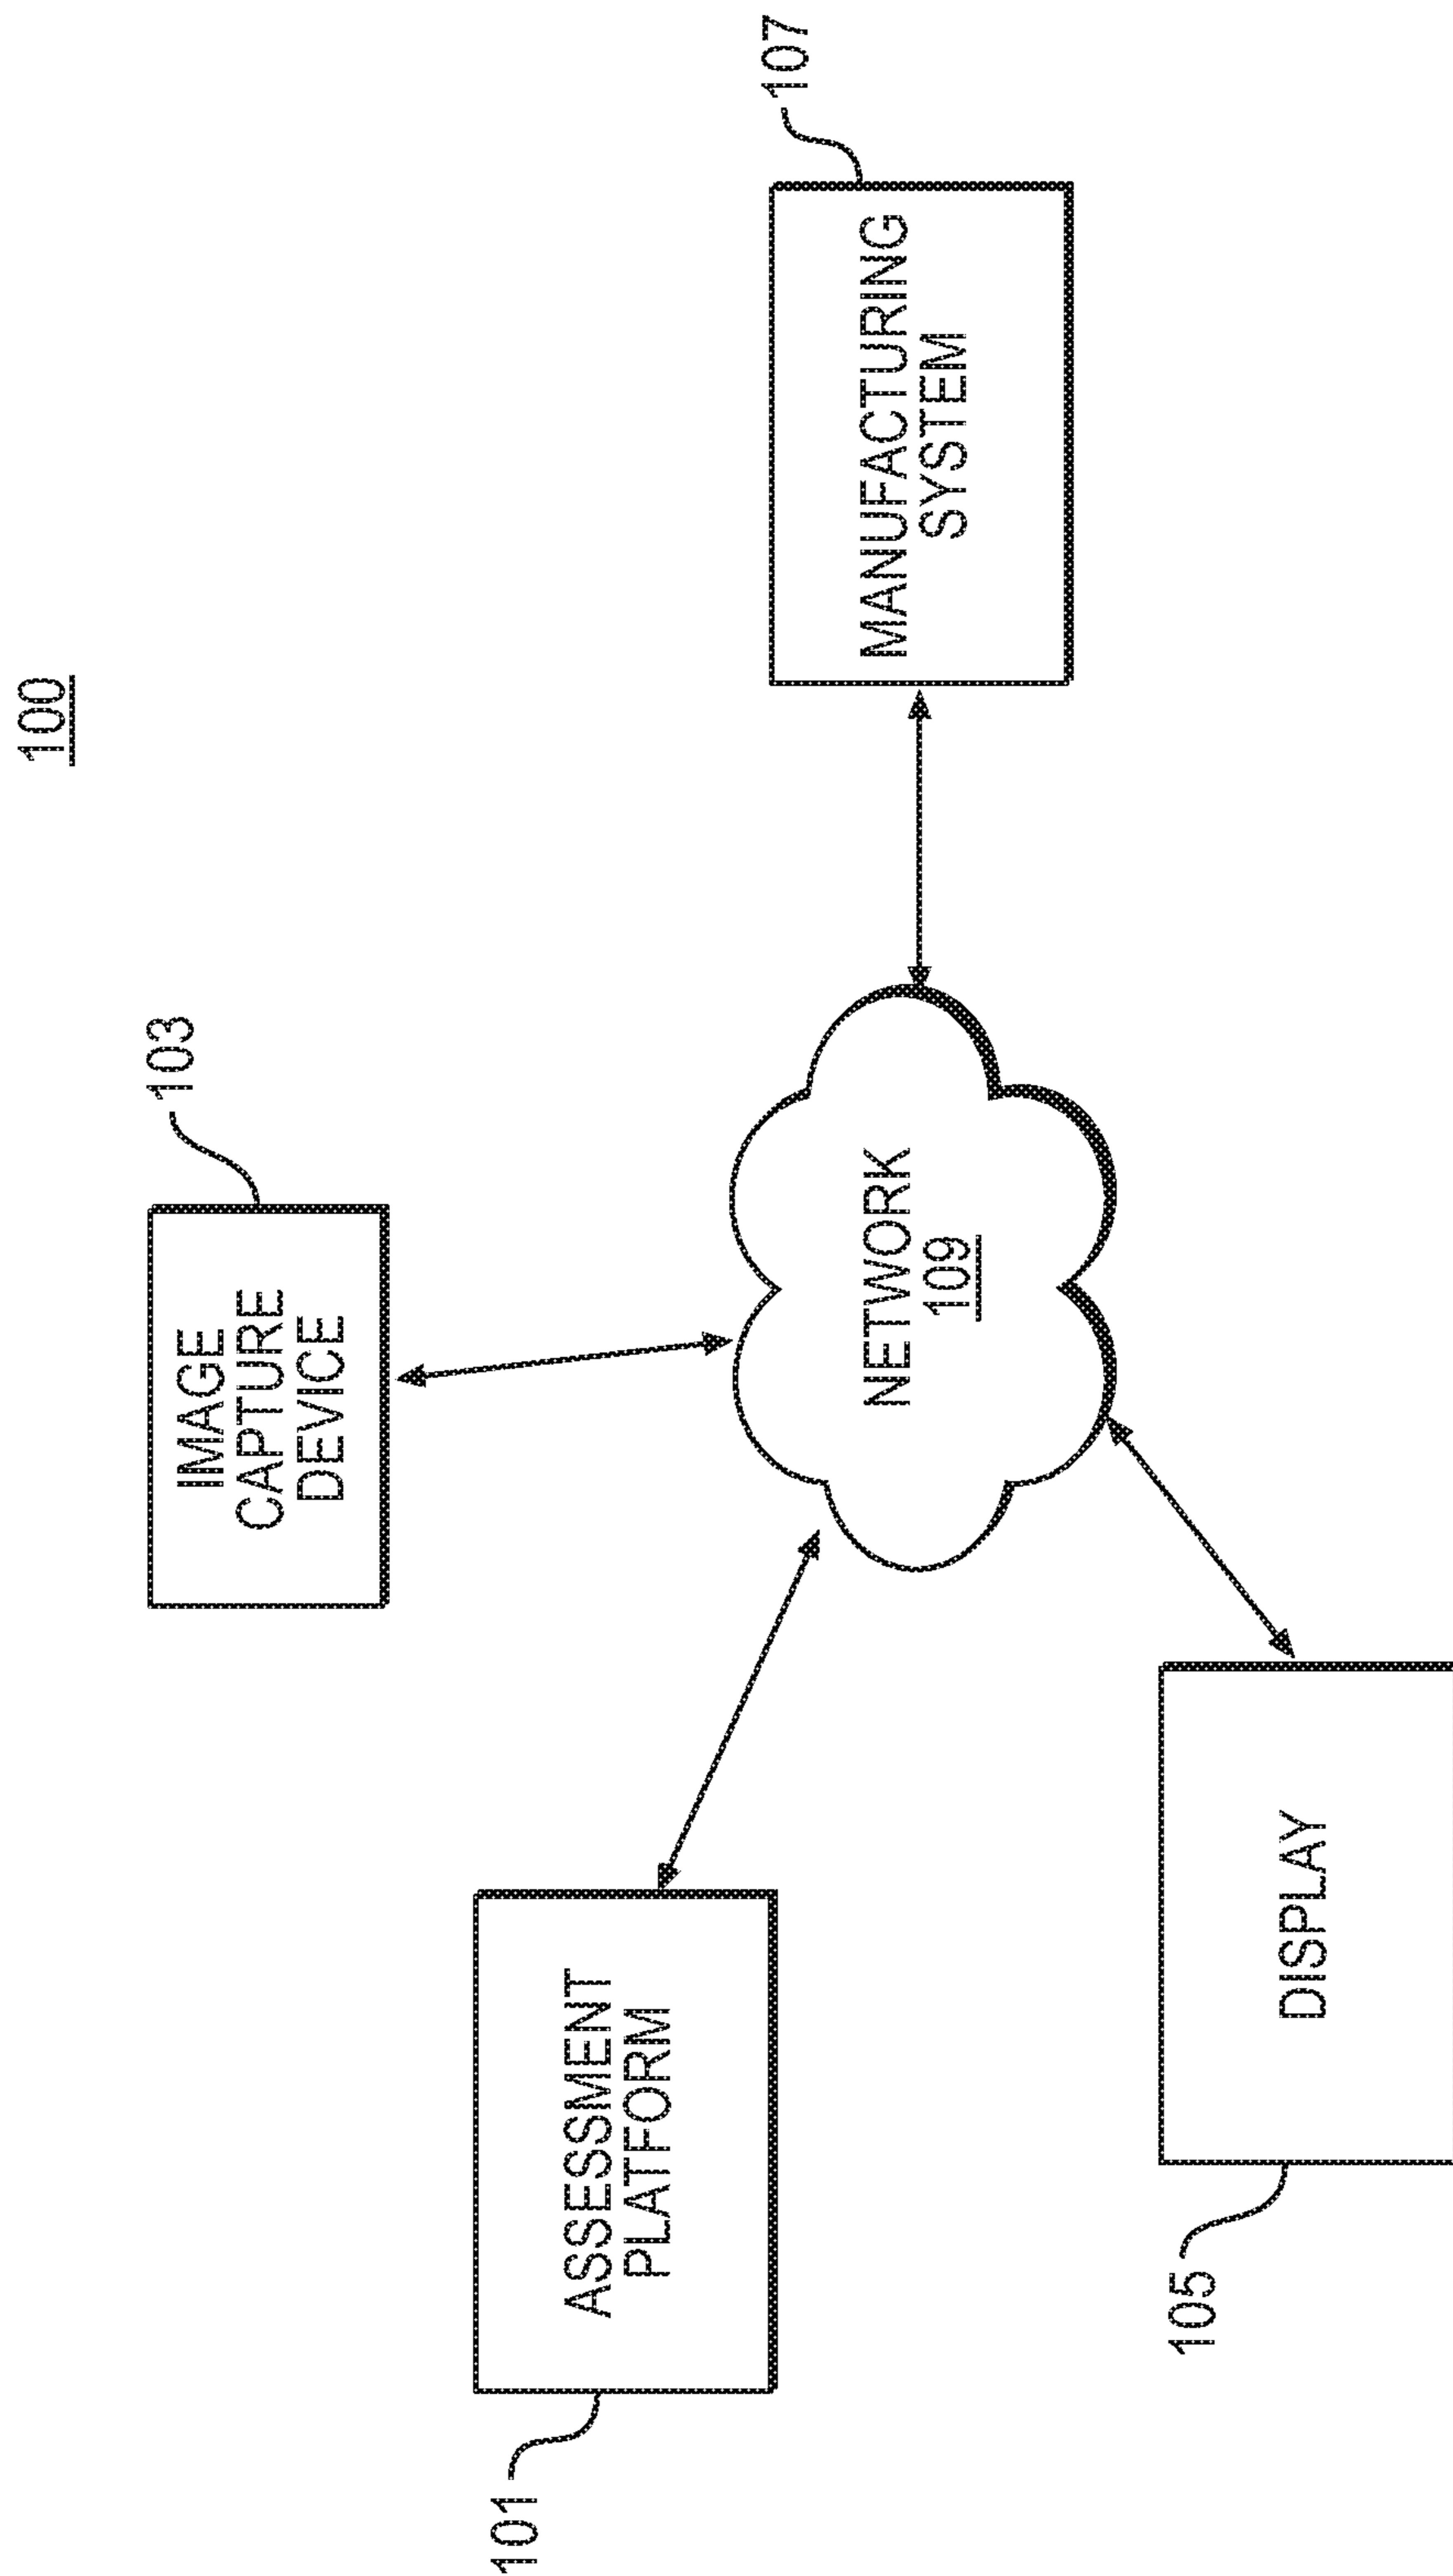 100
103
IMAGE
CAPTURE
DEVICE
101
ASSESSMENT
PLATFORM
107
MANUFACTURING
SYSTEM
NETWORK
109
105
DISPLAY